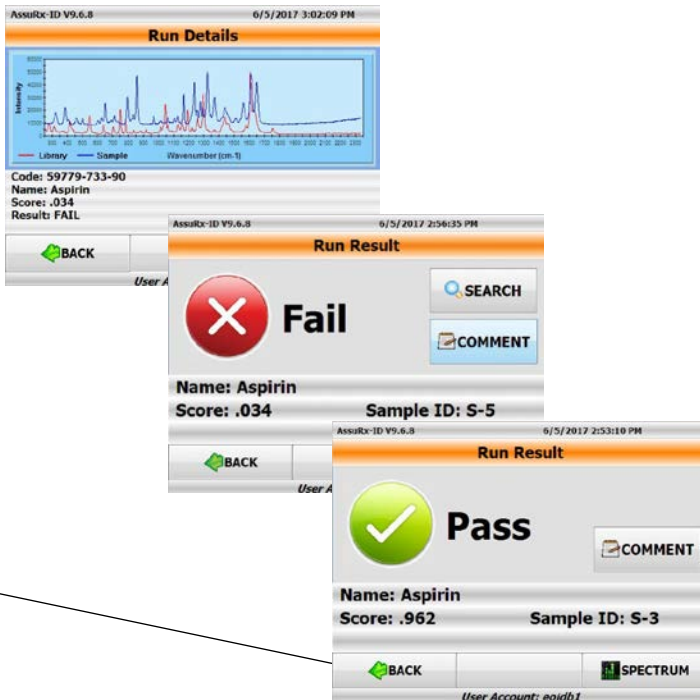 AssuRx-ID V9.6.8 6/5/2017 3:02:09 PM
Run Details
Intensity
Library Sample Wavenumber (cm-1)
Code: 59779-733-90
Name: Aspirin
Score: .034
Result: FAIL
BACK
User A
AssuRx-ID V9.6.8 6/5/2017 2:56:35 PM
Run Result
Fail
SEARCH
COMMENT
Name: Aspirin
Score: .034 Sample ID: S-5
BACK
User A
AssuRx-ID V9.6.8 6/5/2017 2:53:10 PM
Run Result
Pass
COMMENT
Name: Aspirin
Score: .962 Sample ID: S-3
BACK SPECTRUM
User Account: eoidb1